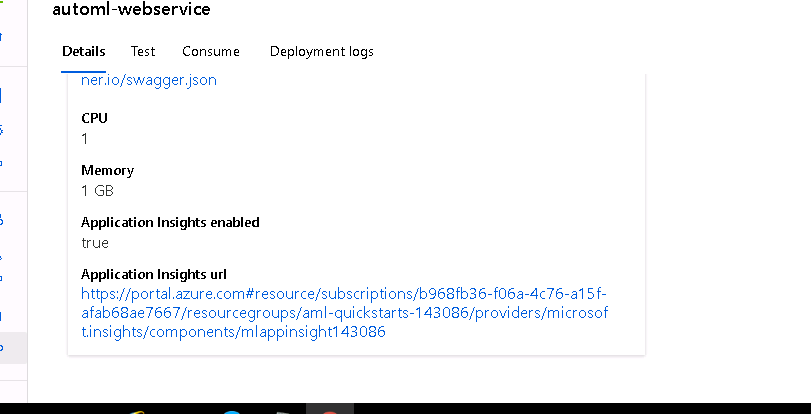 automl-webservice
Details Test Consume Deployment logs
ner.io/swagger.json
CPU
1
Memory
1 GB
Application Insights enabled
true
Application Insights url
https://portal.azure.com#resource/subscriptions/b968fb36-f06a-4c76-a15f-
afab68ae7667/resourcegroups/aml-quickstarts-143086/providers/microsof
t.insights/components/mlappinsight143086